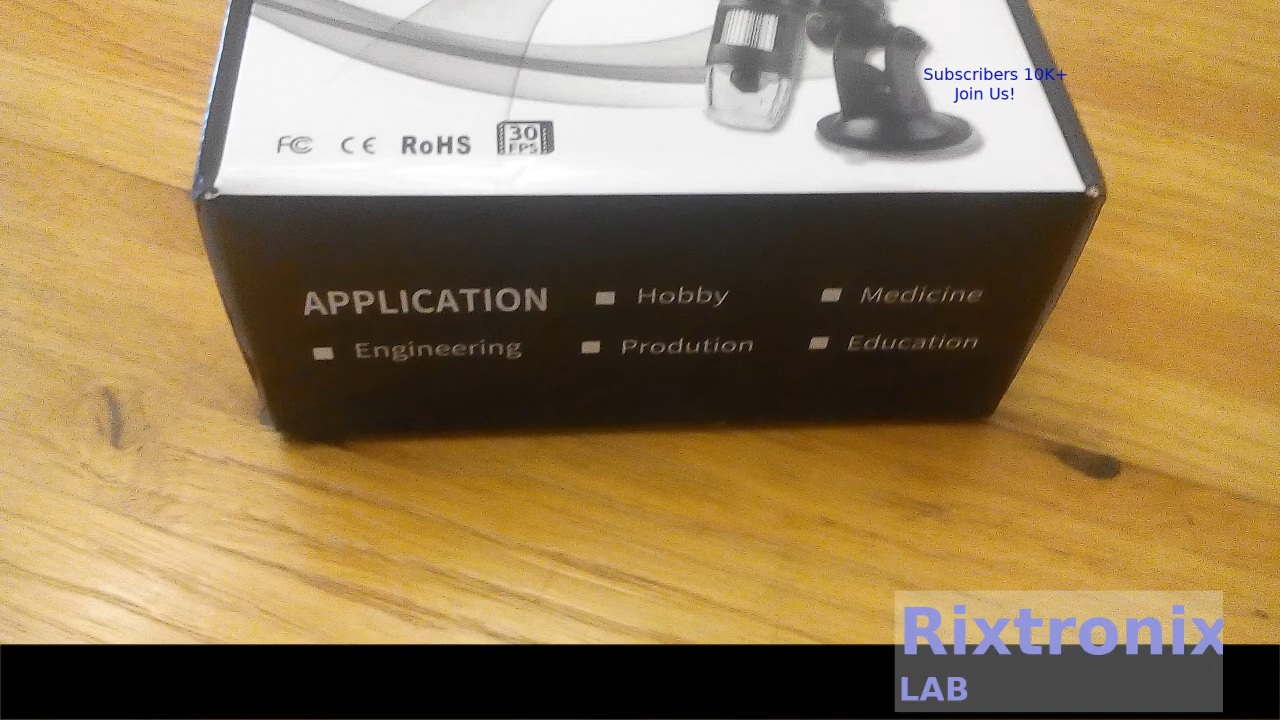 Subscribers 10K+
Join Us!
FC CE RoHS 30 FPS
APPLICATION Hobby Medicine
Engineering Prodution Education
Rixtronix
LAB